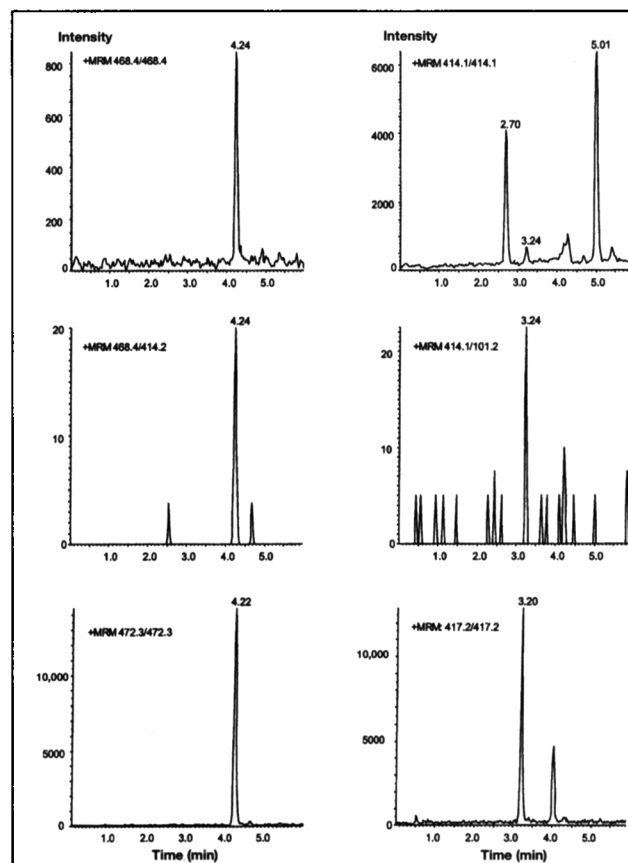 Intensity
4.24
+MRM 468.4/468.4
800
600
400
200
0
1.0 2.0 3.0 4.0 5.0
Intensity
5.01
+MRM 414.1/414.1
6000
2.70
4000
2000
3.24
0
1.0 2.0 3.0 4.0 5.0
4.24
20
+MRM 468.4/414.2
10
0
1.0 2.0 3.0 4.0 5.0
3.24
20
+MRM 414.1/101.2
10
0
1.0 2.0 3.0 4.0 5.0
4.22
+MRM 472.3/472.3
10,000
5000
0
1.0 2.0 3.0 4.0 5.0
Time (min)
3.20
+MRM: 417.2/417.2
10,000
5000
0
1.0 2.0 3.0 4.0 5.0
Time (min)